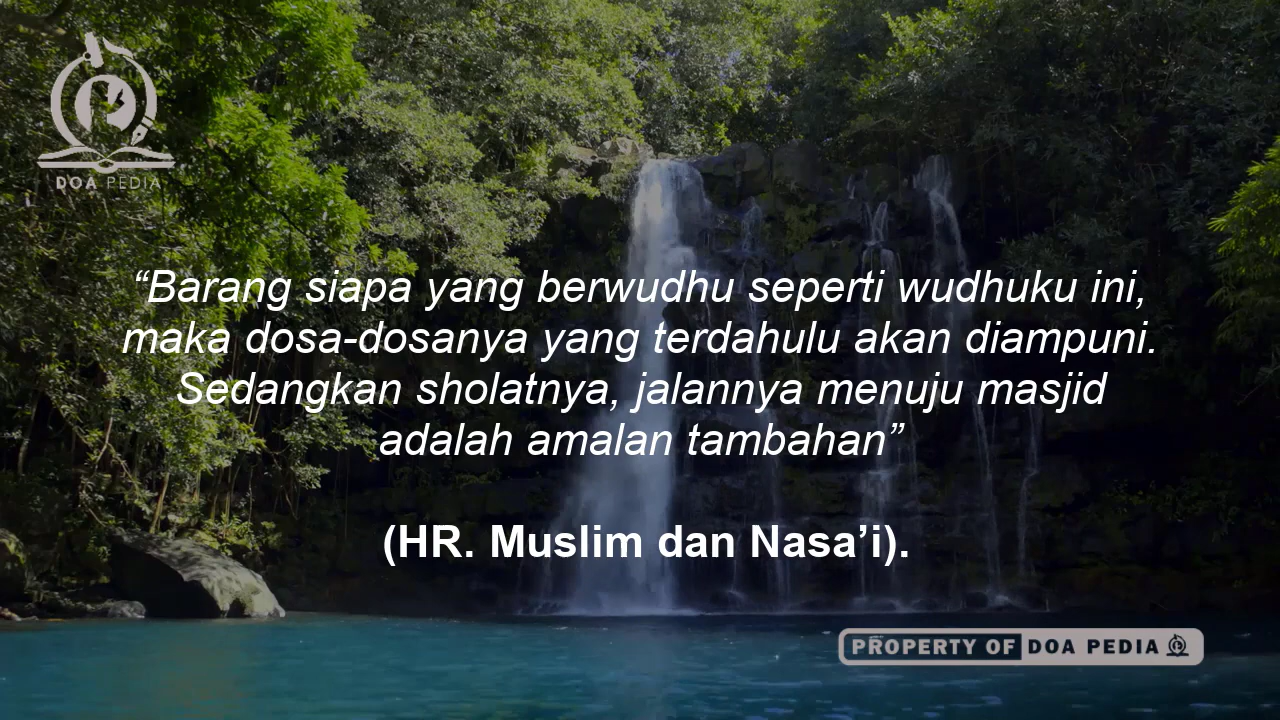 DOA PEDIA
“Barang siapa yang berwudhu seperti wudhuku ini,
maka dosa-dosanya yang terdahulu akan diampuni.
Sedangkan sholatnya, jalannya menuju masjid
adalah amalan tambahan”
(HR. Muslim dan Nasa’i).
PROPERTY OF DOA PEDIA